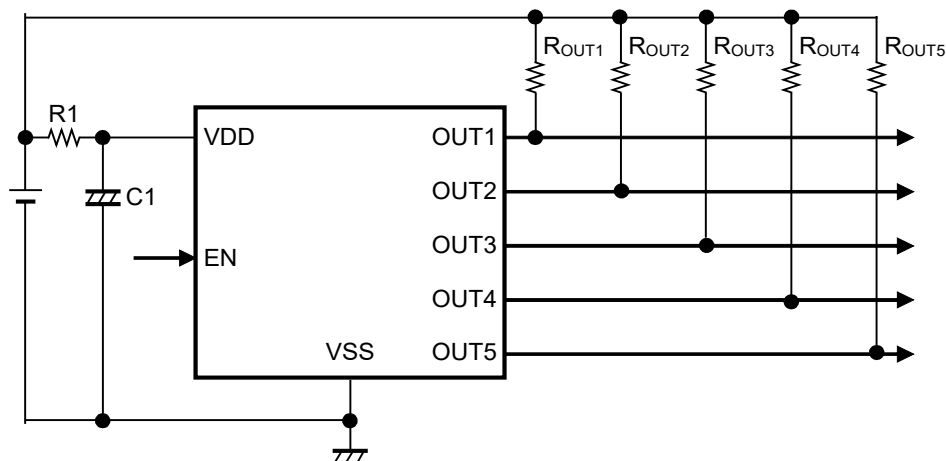 ROUT1 ROUT2 ROUT3 ROUT4 ROUT5
R1
VDD OUT1
C1 OUT2
EN OUT3
OUT4
VSS OUT5